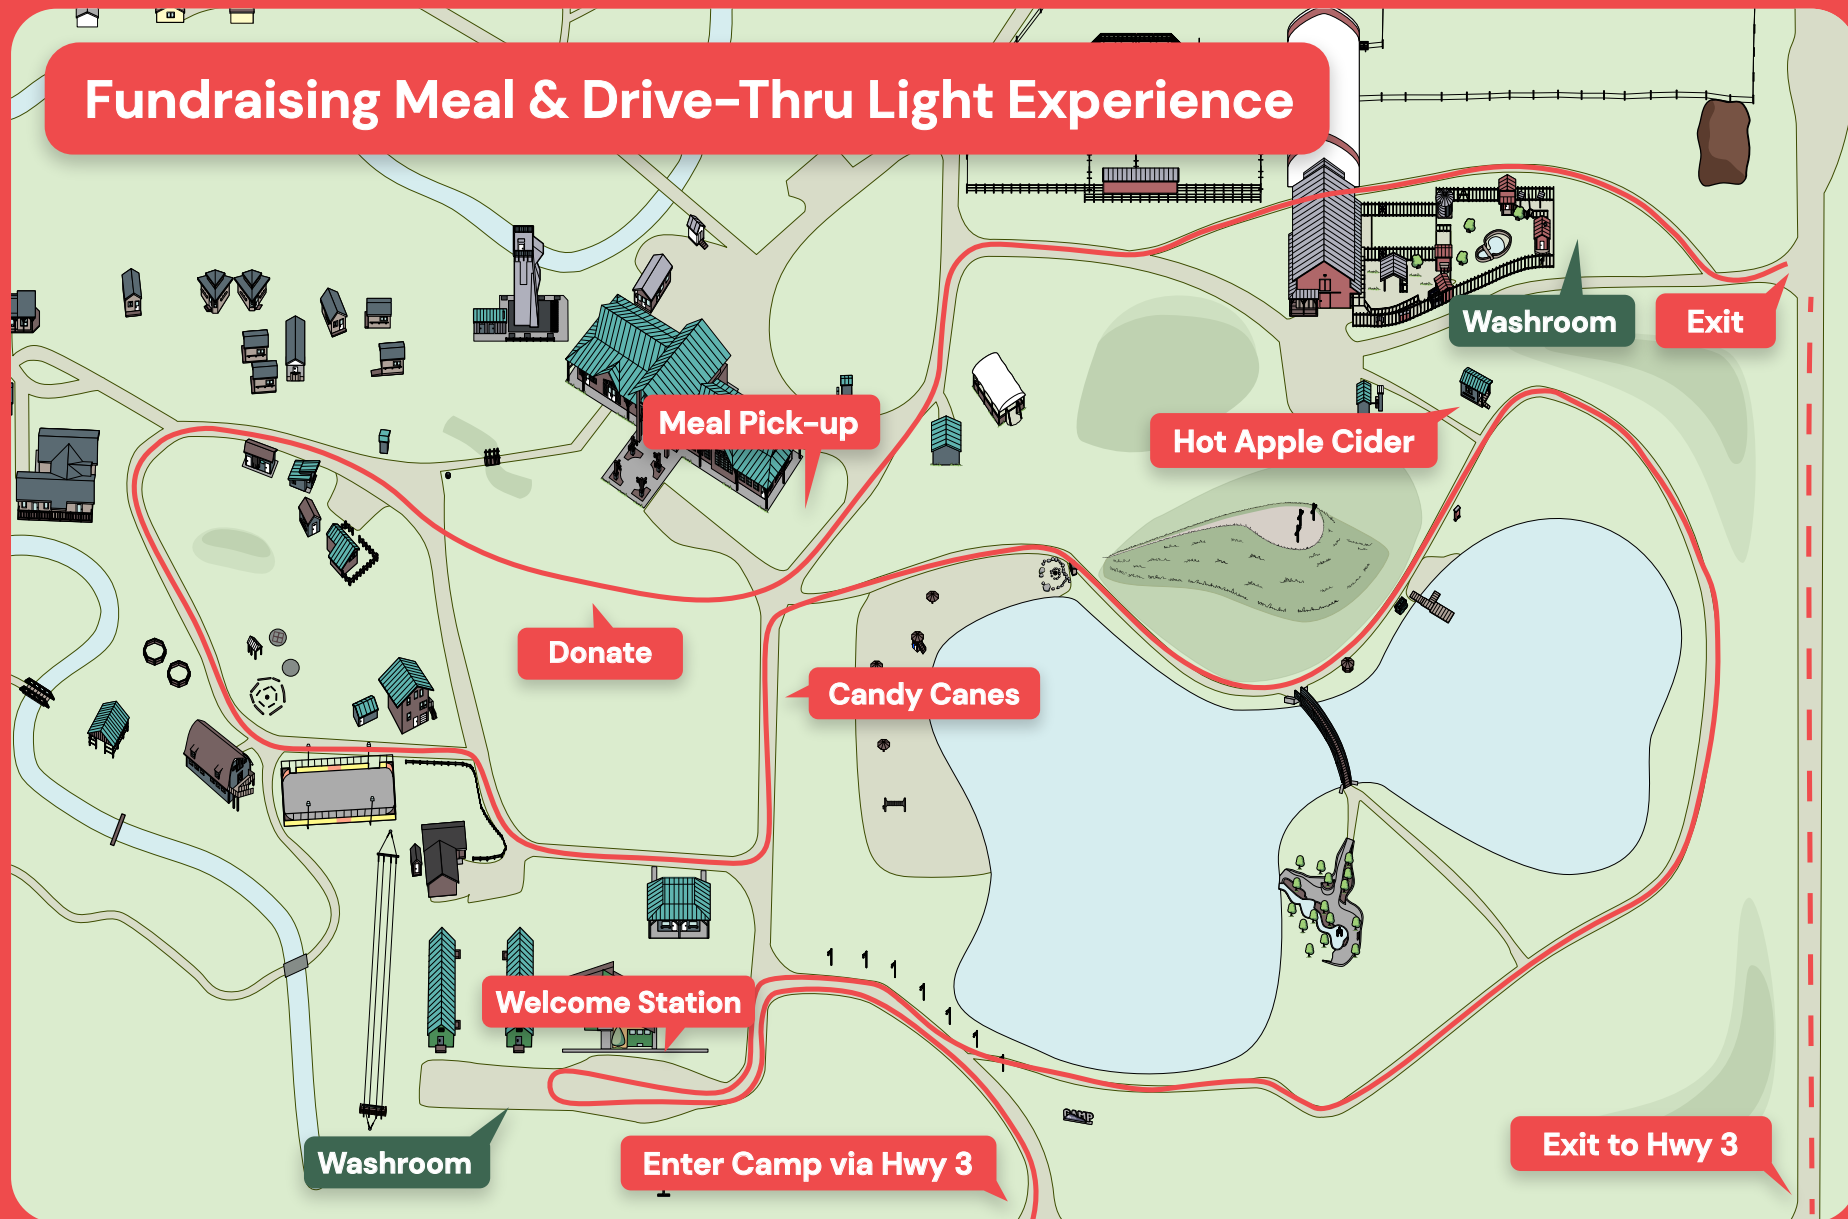 Fundraising Meal & Drive-Thru Light Experience
Washroom
Exit
Meal Pick-up
Hot Apple Cider
Donate
Candy Canes
Welcome Station
Washroom
Enter Camp via Hwy 3
Exit to Hwy 3
CAMP